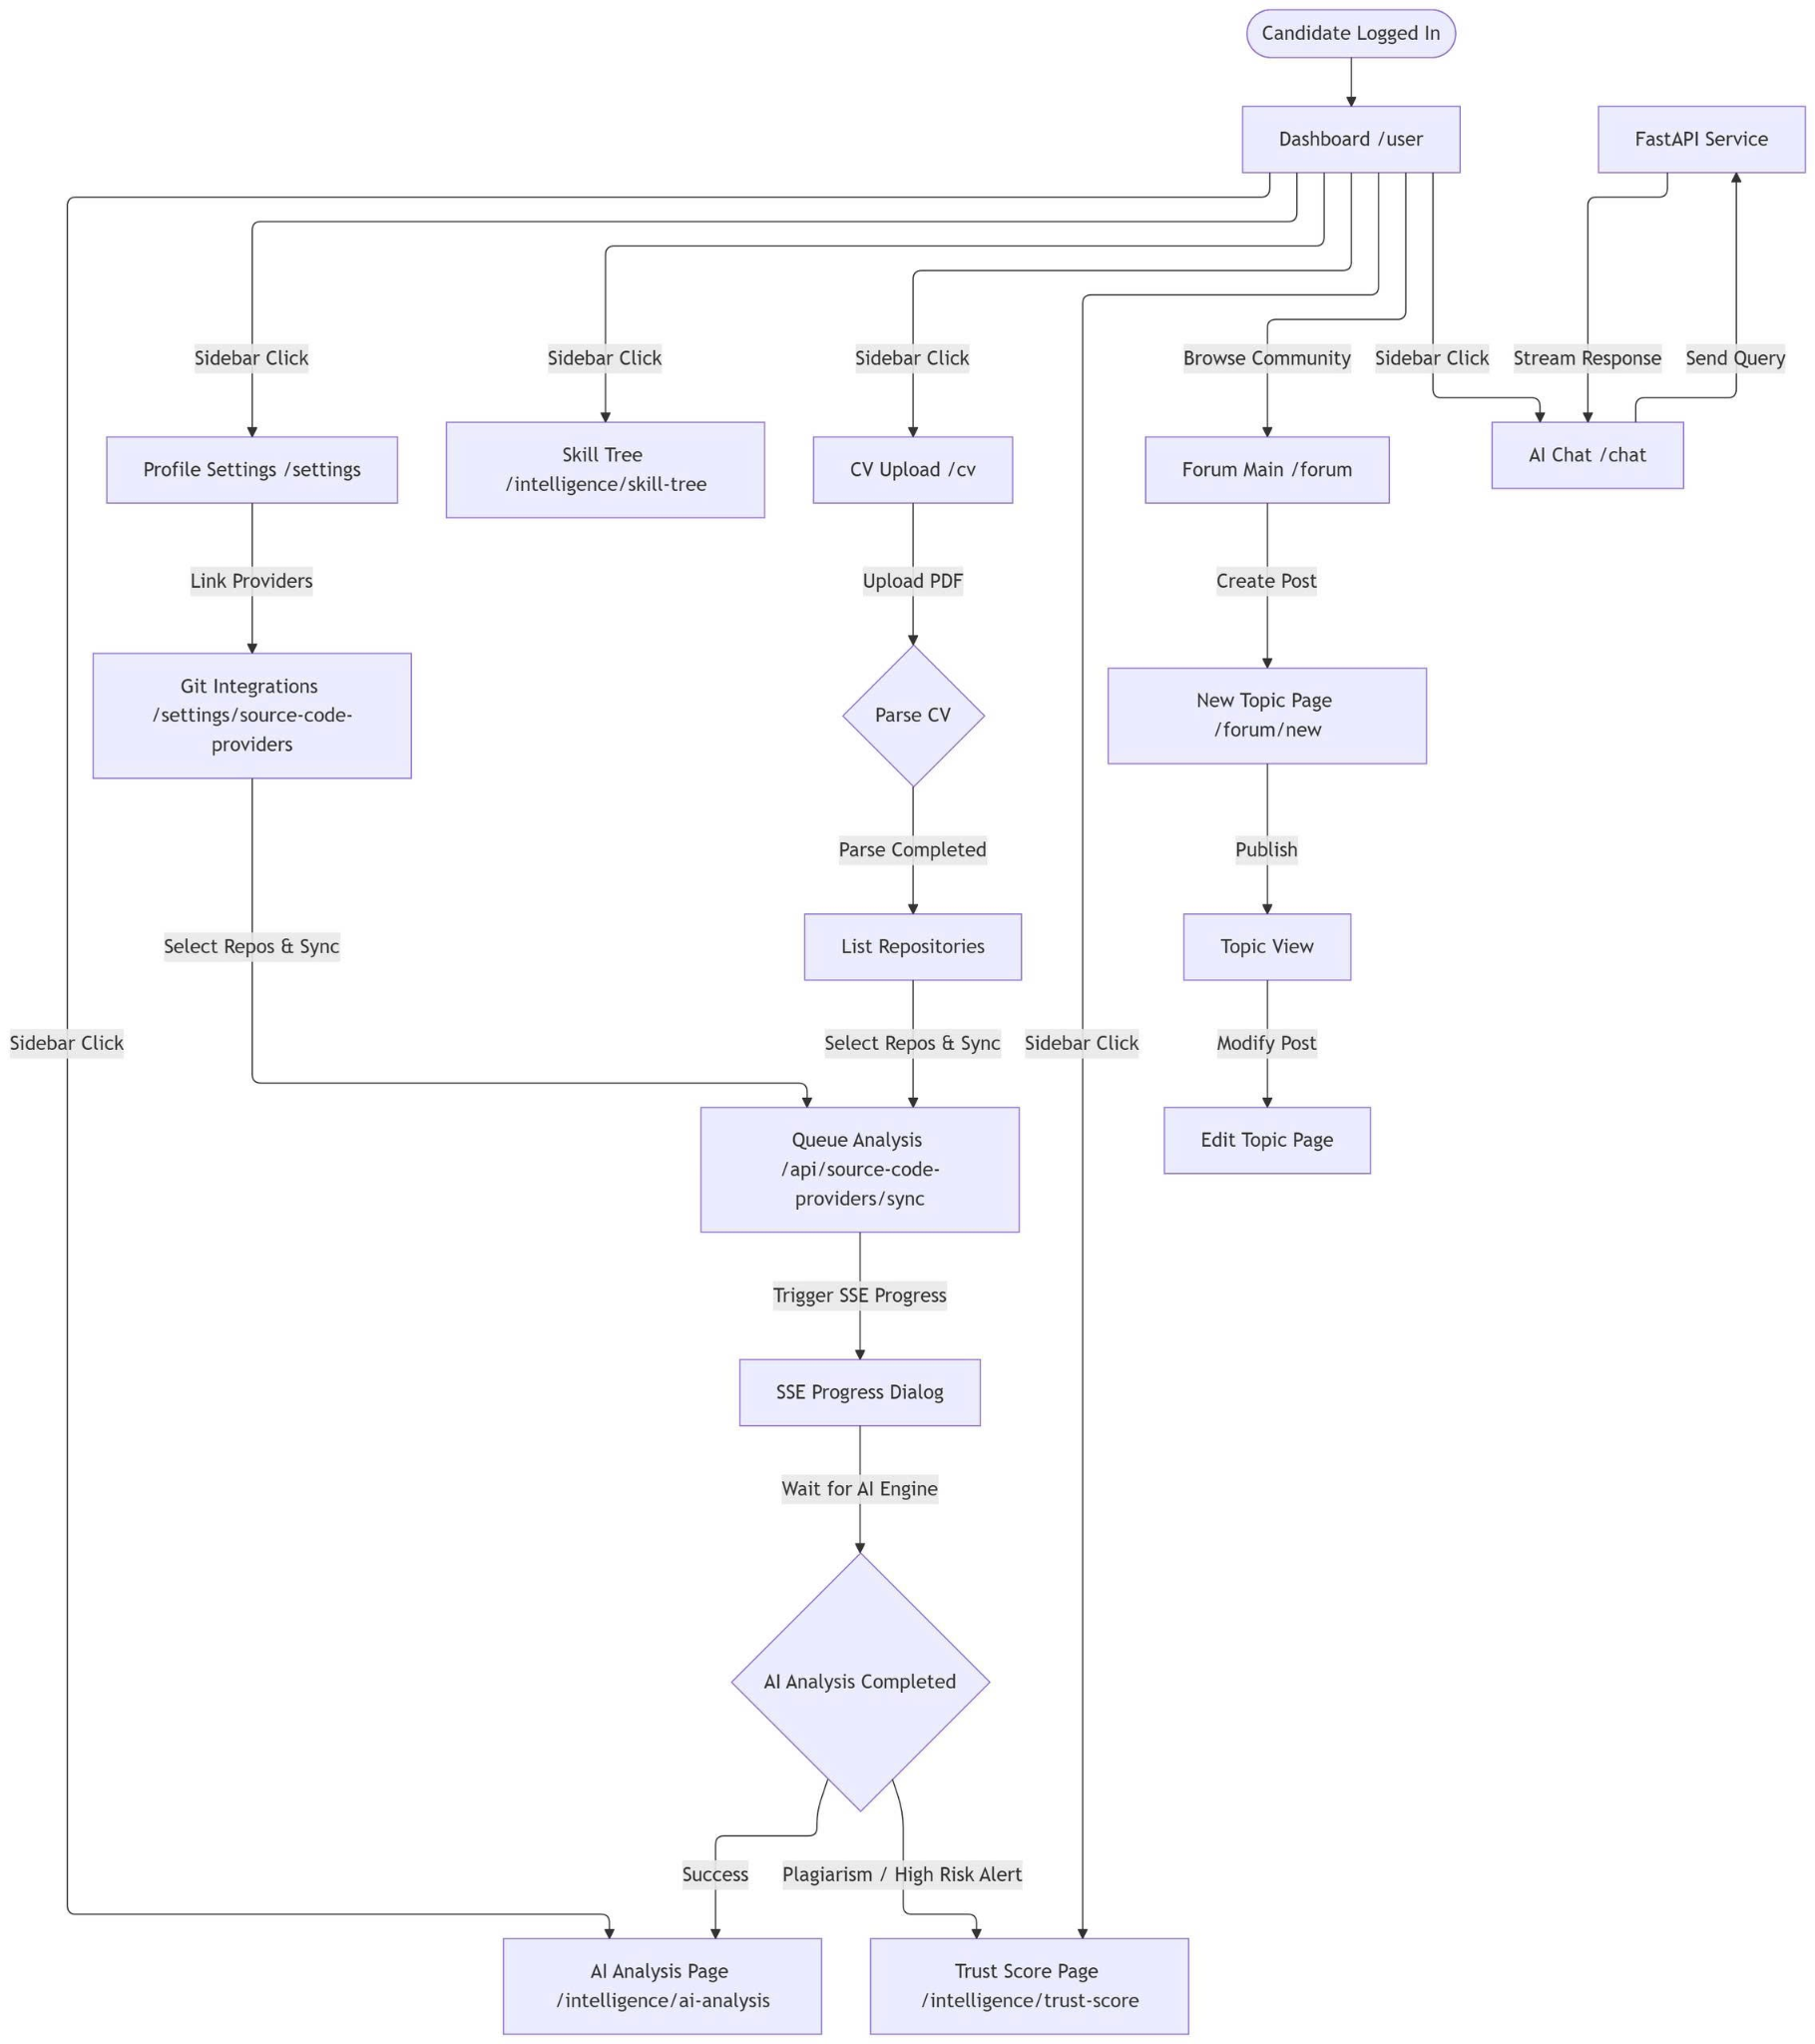 Candidate Logged In
Dashboard /user
FastAPI Service
Sidebar Click
Sidebar Click
Sidebar Click
Browse Community
Sidebar Click
Stream Response
Send Query
Profile Settings /settings
Skill Tree
/intelligence/skill-tree
CV Upload /cv
Forum Main /forum
AI Chat /chat
Link Providers
Upload PDF
Create Post
Git Integrations
/settings/source-code-
providers
Parse CV
New Topic Page
/forum/new
Parse Completed
Publish
Select Repos & Sync
List Repositories
Topic View
Sidebar Click
Select Repos & Sync
Sidebar Click
Modify Post
Queue Analysis
/api/source-code-
providers/sync
Edit Topic Page
Trigger SSE Progress
SSE Progress Dialog
Wait for AI Engine
AI Analysis Completed
Success
Plagiarism / High Risk Alert
AI Analysis Page
/intelligence/ai-analysis
Trust Score Page
/intelligence/trust-score